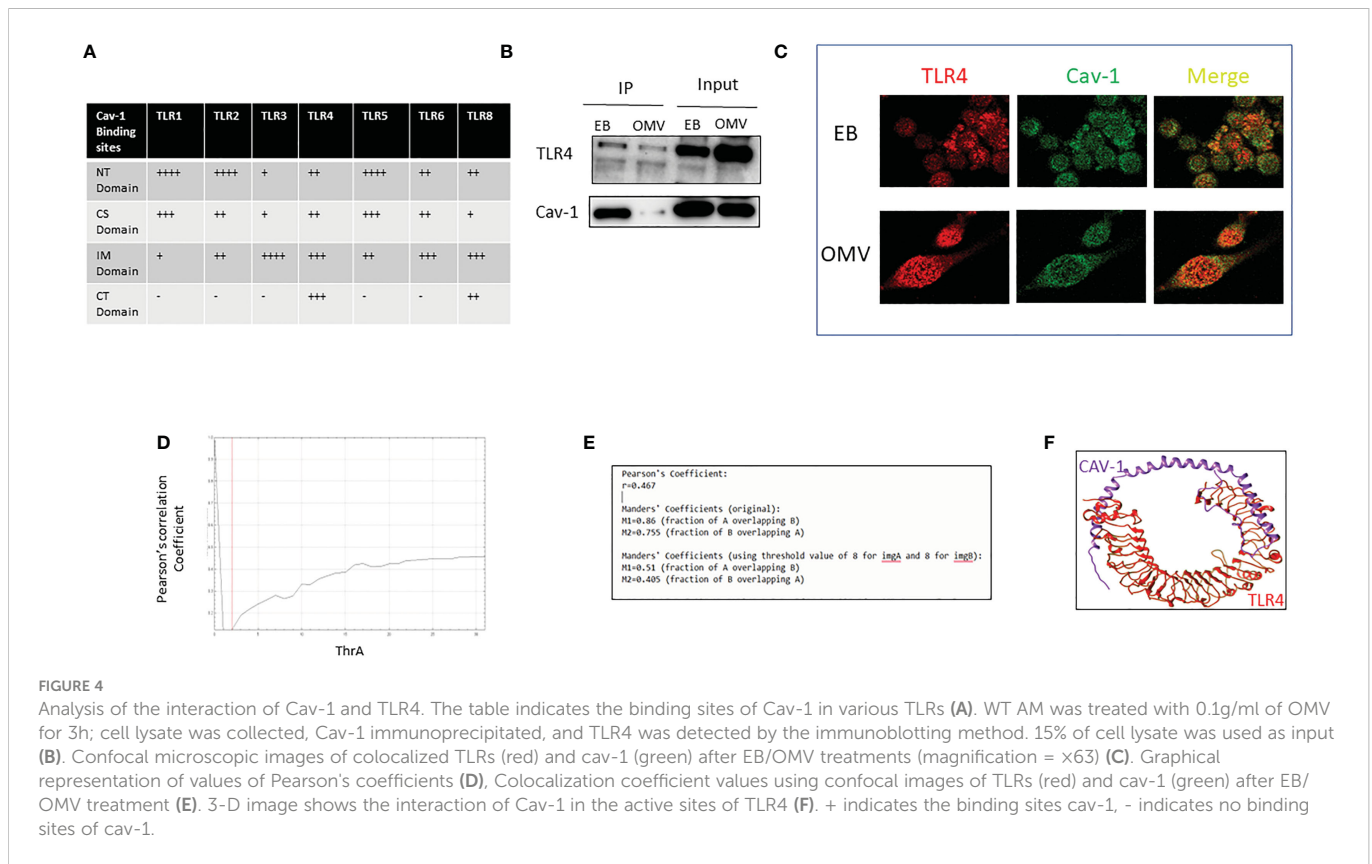 A
Cav-1 Binding sites TLR1 TLR2 TLR3 TLR4 TLR5 TLR6 TLR8
NT Domain ++++ ++++ + ++ ++++ ++ ++
CS Domain +++ ++ + ++ +++ ++ +
IM Domain + ++ ++++ +++ ++ +++ +++
CT Domain - - - +++ - - ++
B
IP Input
EB OMV EB OMV
TLR4
Cav-1
C
TLR4 Cav-1 Merge
EB
OMV
D
Pearson's correlation
Coefficient
ThrA
E
Pearson's Coefficient:
r=0.467
Manders' Coefficients (original):
M1=0.86 (fraction of A overlapping B)
M2=0.755 (fraction of B overlapping A)
Manders' Coefficients (using threshold value of 8 for imgA and 8 for imgB):
M1=0.51 (fraction of A overlapping B)
M2=0.405 (fraction of B overlapping A)
F
CAV-1
TLR4
FIGURE 4
Analysis of the interaction of Cav-1 and TLR4. The table indicates the binding sites of Cav-1 in various TLRs (A). WT AM was treated with 0.1g/ml of OMV
for 3h; cell lysate was collected, Cav-1 immunoprecipitated, and TLR4 was detected by the immunoblotting method. 15% of cell lysate was used as input
(B). Confocal microscopic images of colocalized TLRs (red) and cav-1 (green) after EB/OMV treatments (magnification = ×63) (C). Graphical
representation of values of Pearson's coefficients (D), Colocalization coefficient values using confocal images of TLRs (red) and cav-1 (green) after EB/
OMV treatment (E). 3-D image shows the interaction of Cav-1 in the active sites of TLR4 (F). + indicates the binding sites cav-1, - indicates no binding
sites of cav-1.